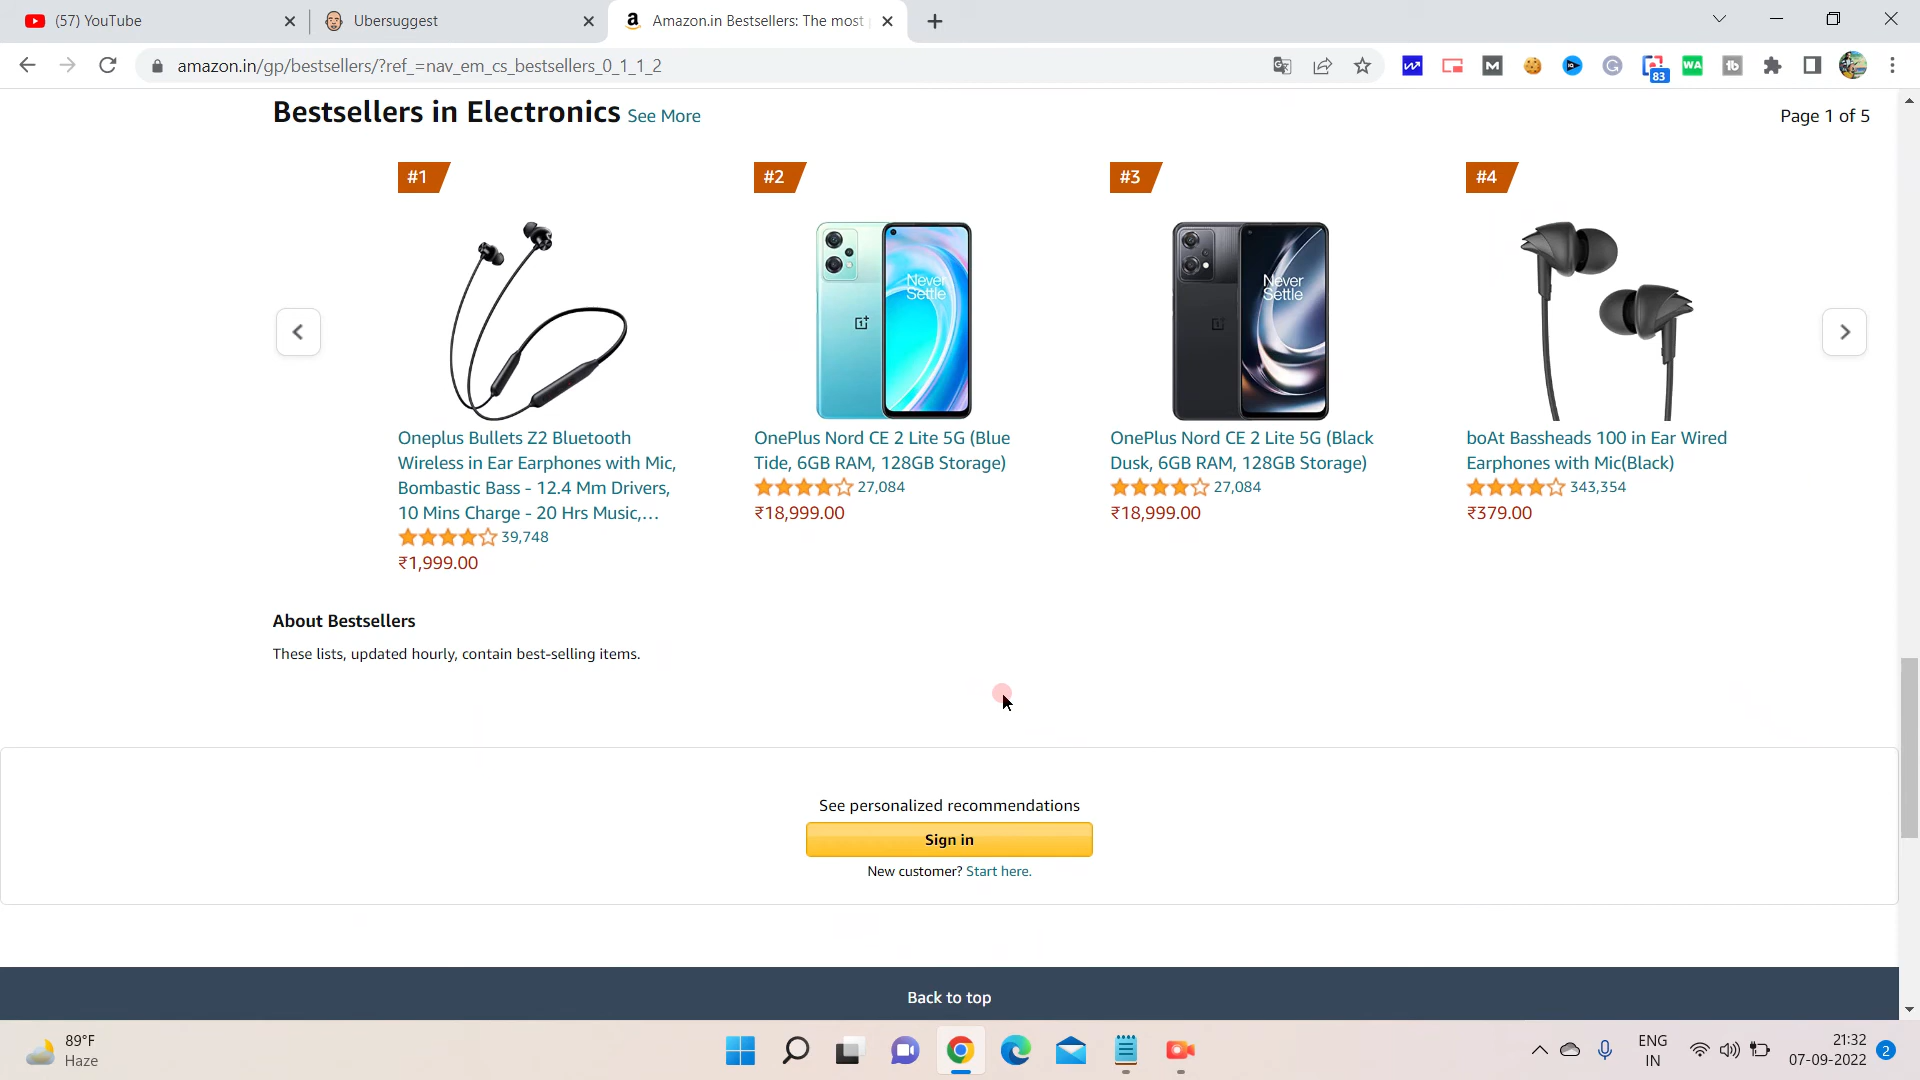 (57) YouTube
Ubersuggest
Amazon.in Bestsellers: The most
amazon.in/gp/bestsellers/?ref_=nav_em_cs_bestsellers_0_1_1_2
83
WA
Bestsellers in Electronics See More
Page 1 of 5
#1
#2
#3
#4
Never
Settle
Never
Settle
Oneplus Bullets Z2 Bluetooth
Wireless in Ear Earphones with Mic,
Bombastic Bass - 12.4 Mm Drivers,
10 Mins Charge - 20 Hrs Music,...
39,748
₹1,999.00
OnePlus Nord CE 2 Lite 5G (Blue
Tide, 6GB RAM, 128GB Storage)
27,084
₹18,999.00
OnePlus Nord CE 2 Lite 5G (Black
Dusk, 6GB RAM, 128GB Storage)
27,084
₹18,999.00
boAt Bassheads 100 in Ear Wired
Earphones with Mic(Black)
343,354
₹379.00
About Bestsellers
These lists, updated hourly, contain best-selling items.
See personalized recommendations
Sign in
New customer? Start here.
Back to top
89°F
Haze
ENG
IN
21:32
07-09-2022
2